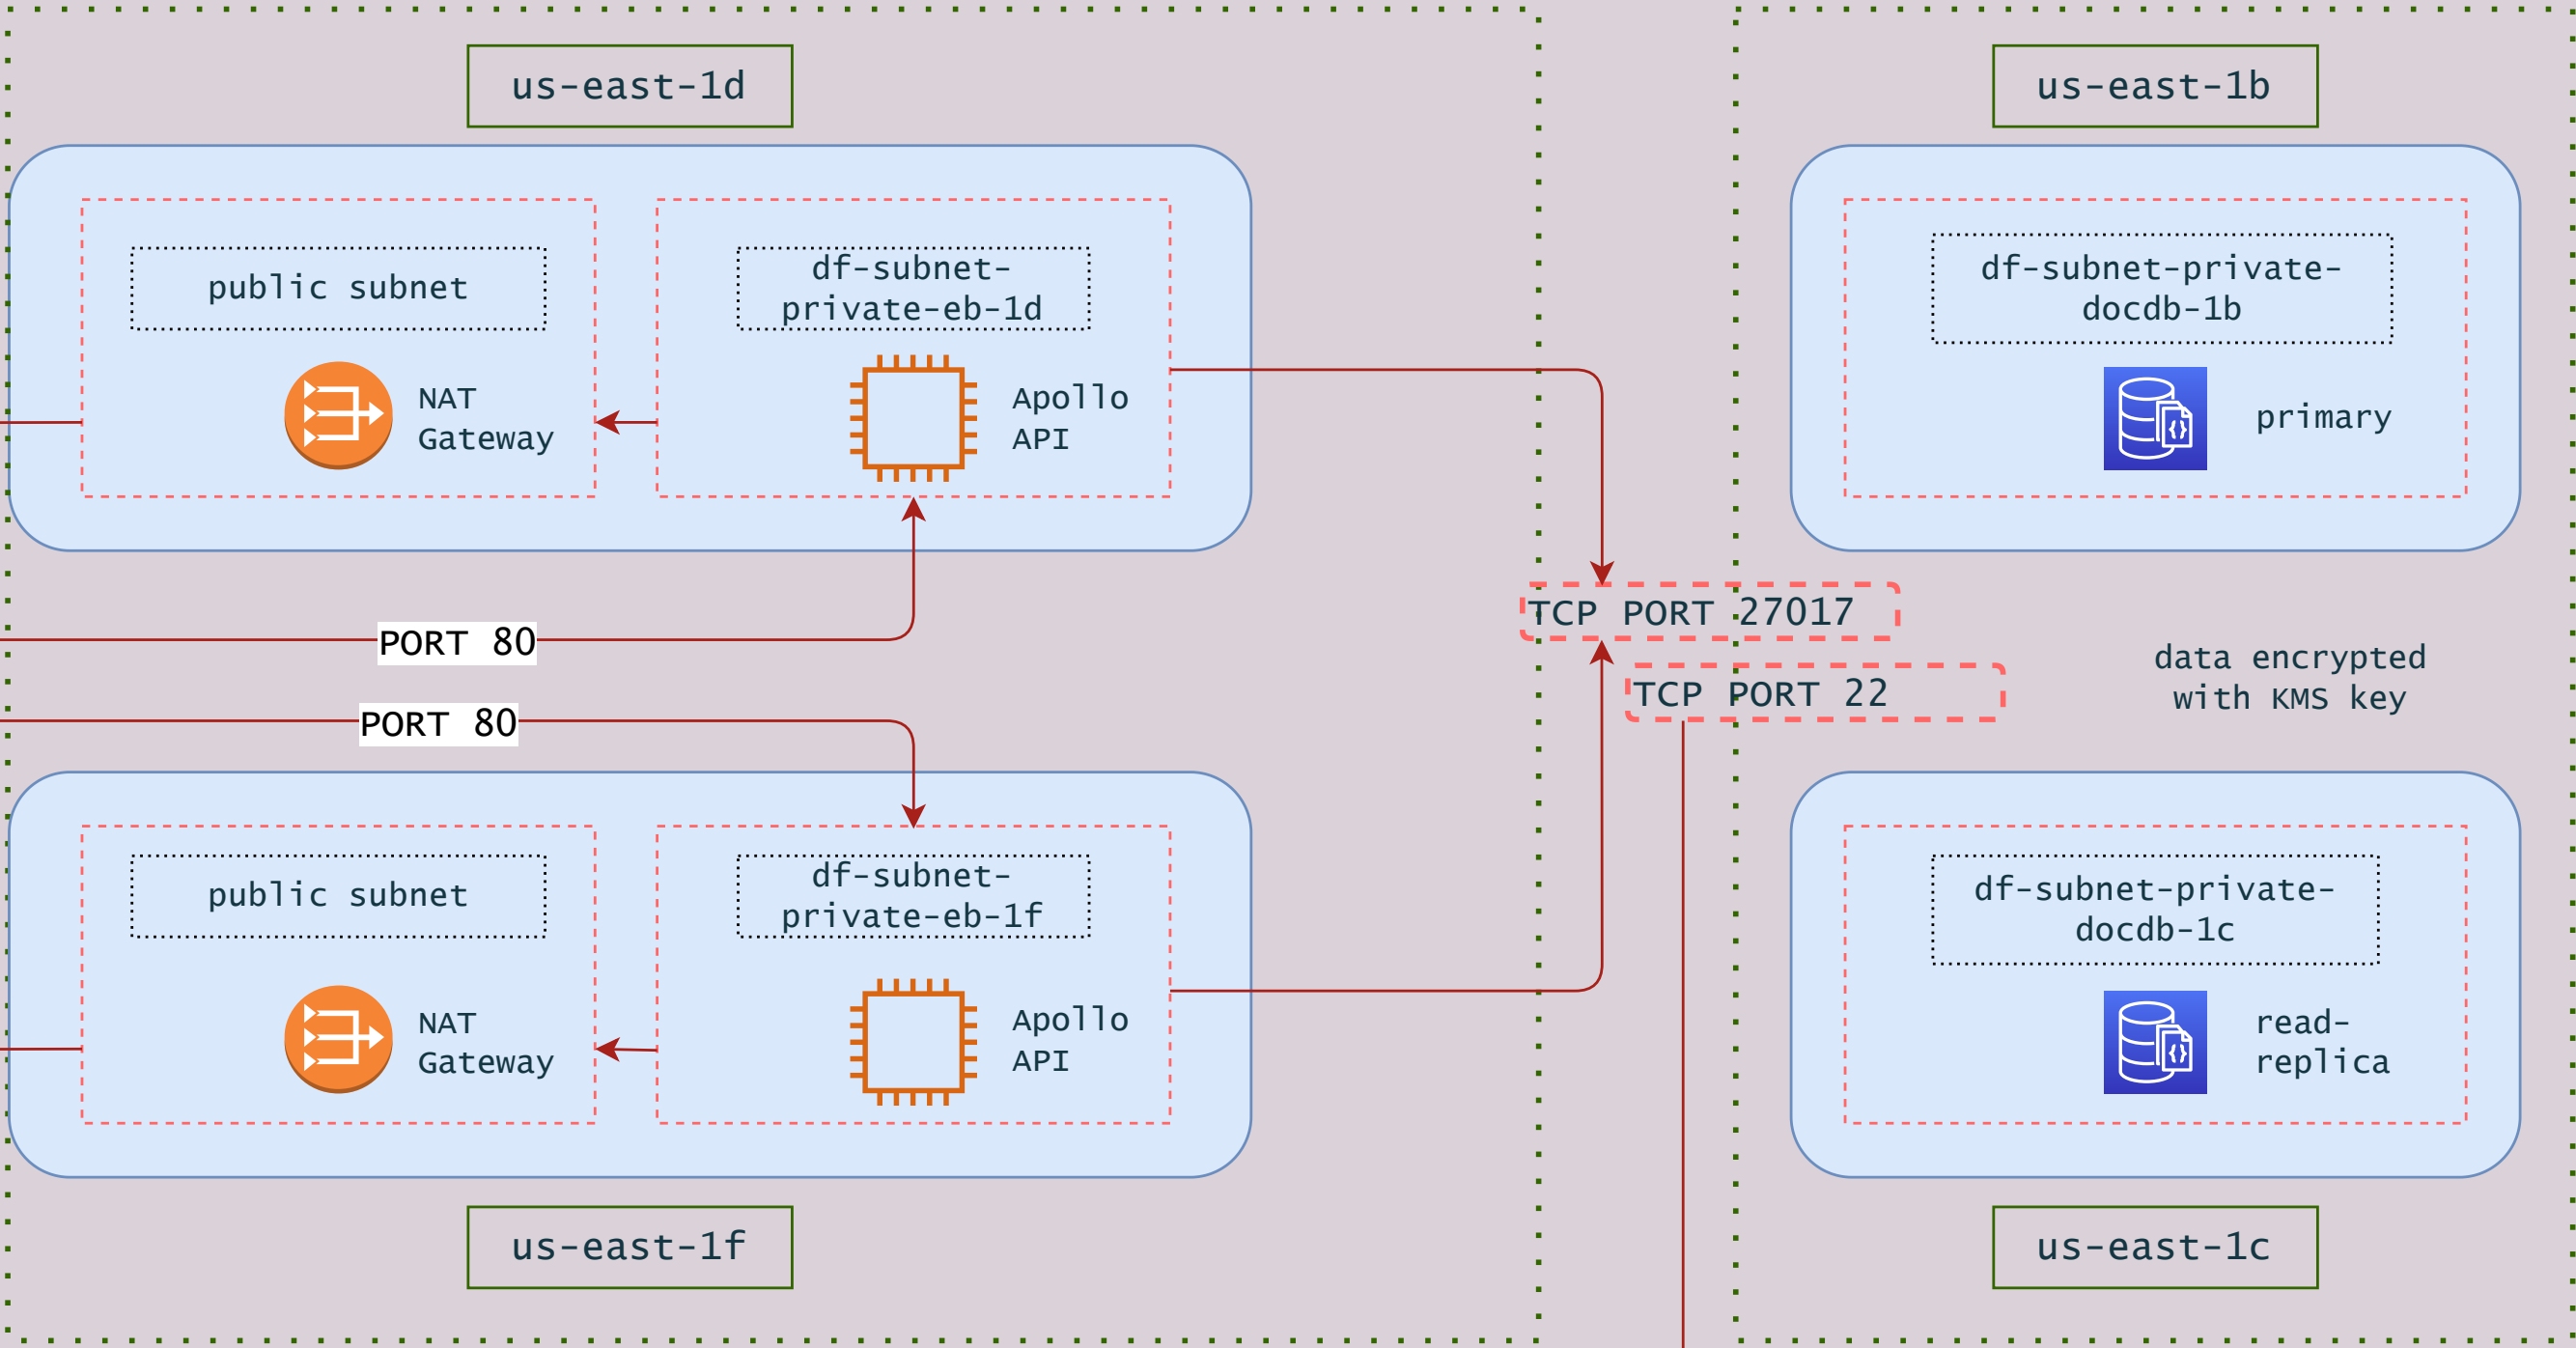 us-east-1d
us-east-1b
public subnet
df-subnet-
private-eb-1d
NAT
Gateway
Apollo
API
df-subnet-private-
docdb-1b
primary
PORT 80
TCP PORT 27017
PORT 80
TCP PORT 22
data encrypted
with KMS key
public subnet
df-subnet-
private-eb-1f
NAT
Gateway
Apollo
API
df-subnet-private-
docdb-1c
read-
replica
us-east-1f
us-east-1c